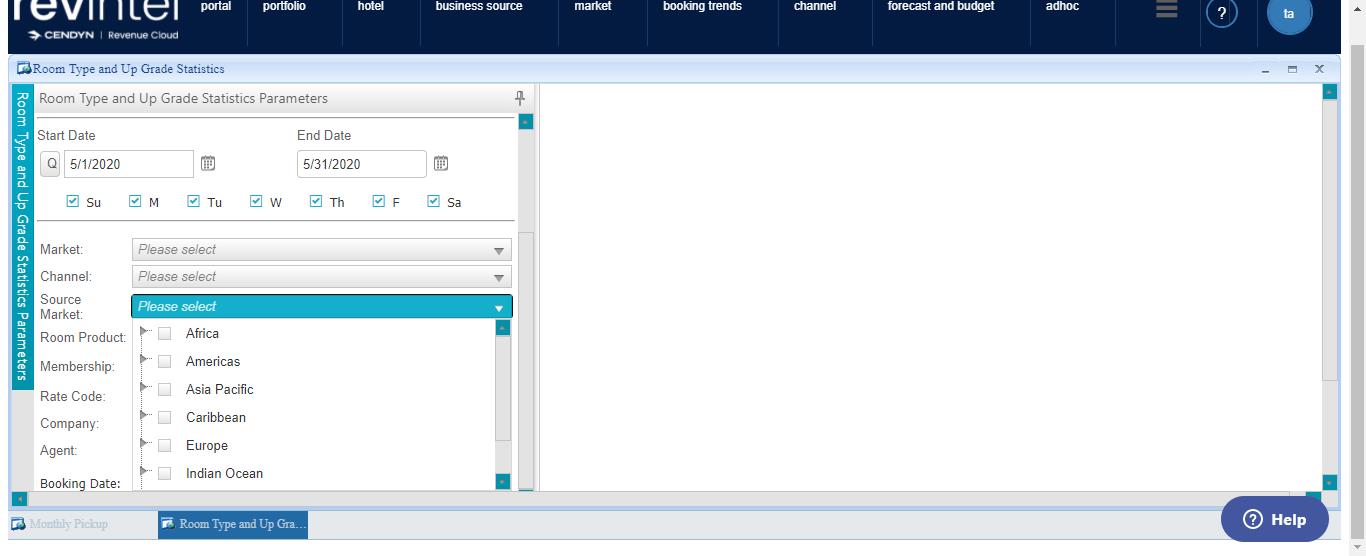 revintel
CENDYN | Revenue Cloud
portal
portfolio
hotel
business source
market
booking trends
channel
forecast and budget
adhoc
?
ta
Room Type and Up Grade Statistics
Room Type and Up Grade Statistics Parameters
Room Type and Up Grade Statistics Parameters
Start Date
End Date
Q
5/1/2020
5/31/2020
Su
M
Tu
W
Th
F
Sa
Market:
Please select
Channel:
Please select
Source
Market:
Please select
Room Product:
Africa
Americas
Membership:
Asia Pacific
Rate Code:
Caribbean
Company:
Europe
Agent:
Indian Ocean
Booking Date:
Monthly Pickup
Room Type and Up Gra...
? Help